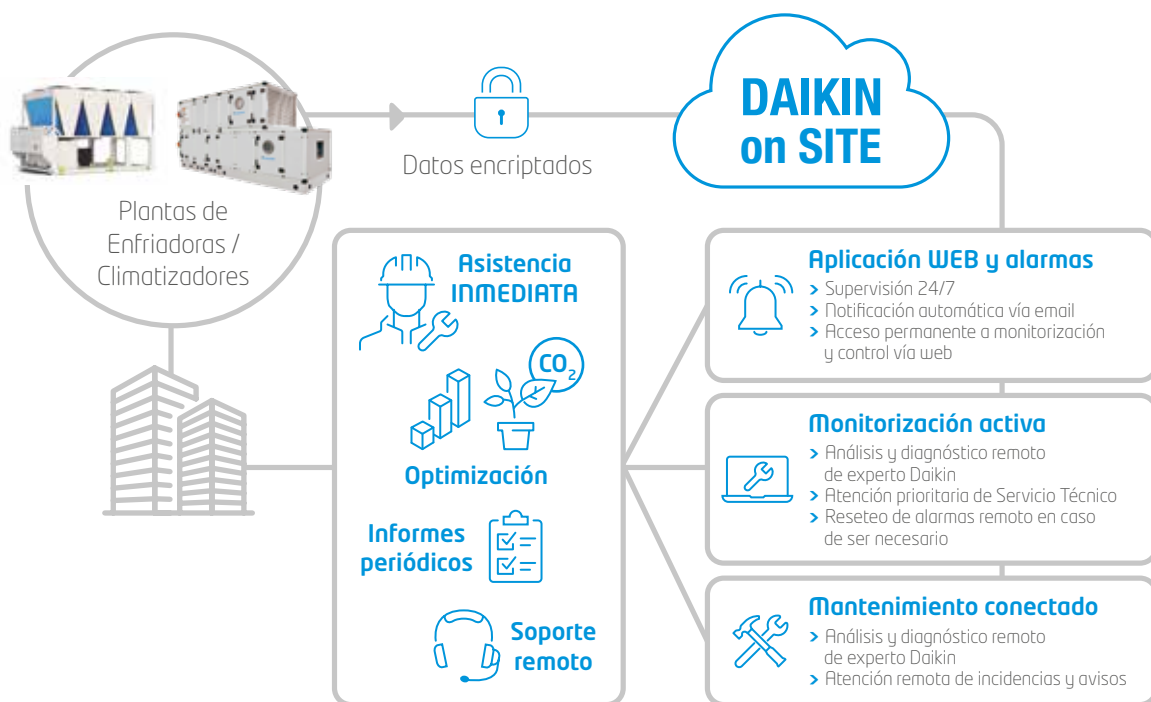 DAIKIN
on SITE
Datos encriptados
Plantas de
Enfriadoras /
Climatizadores
Asistencia
INMEDIATA
CO₂
Optimización
Informes
periódicos
Soporte
remoto
Aplicación WEB y alarmas
> Supervisión 24/7
> Notificación automática vía email
> Acceso permanente a monitorización
y control vía web
Monitorización activa
> Análisis y diagnóstico remoto
de experto Daikin
> Atención prioritaria de Servicio Técnico
> Reseteo de alarmas remoto en caso
de ser necesario
Mantenimiento conectado
> Análisis y diagnóstico remoto
de experto Daikin
> Atención remota de incidencias y avisos